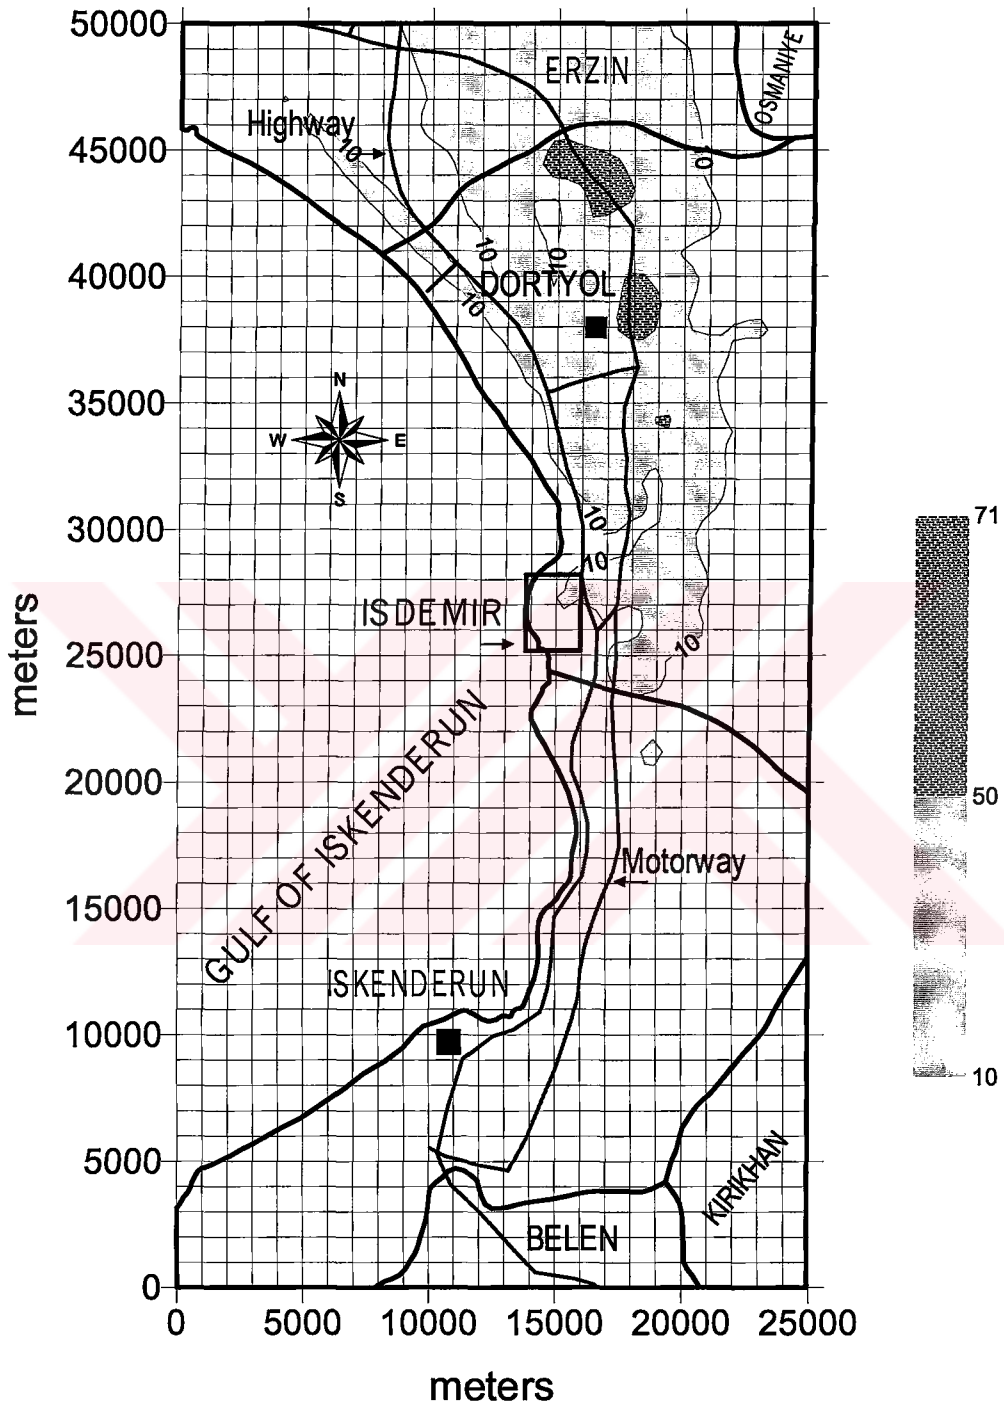 50000
ERZIN
OSMANIYE
Highway
10
45000
10
10
10
40000
DORTYOL
10
N
35000
W
E
S
30000
10
71
10
ISDEMIR
25000
10
meters
GULF OF ISKENDERUN
20000
50
Motorway
15000
ISKENDERUN
10000
10
5000
KIRIKHAN
BELEN
0
0
5000
10000
15000
20000
25000
meters